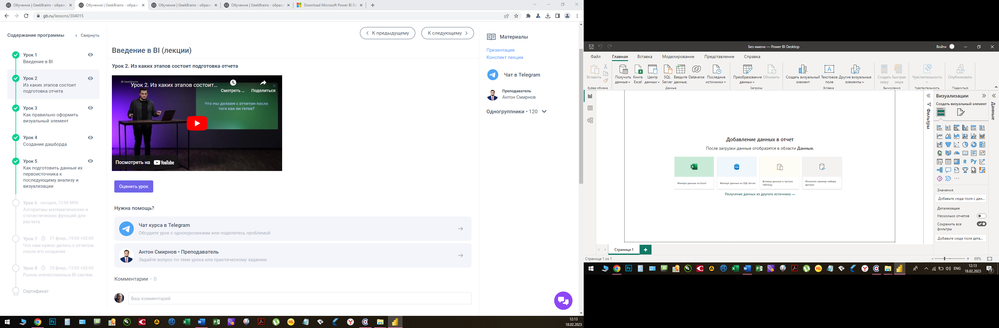 Обучение | GeekBrains - образо
Обучение | GeekBrains - образо
Обучение | GeekBrains - образо
Обучение | GeekBrains - образо
Download Microsoft Power BI De
gb.ru/lessons/304015
Содержание программы
Свернуть
Урок 1
Введение в BI
Урок 2
Из каких этапов состоит
подготовка отчета
Урок 3
Как правильно оформить
визуальный элемент
Урок 4
Создание дашборда
Урок 5
Как подготовить данные их
первоисточника к
последующему анализу и
визуализации
Урок 6 сегодня, 12:00 MSK
Алгоритмы математических и
статистических функций для
расчета
Урок 7 21 февр., 19:00 +03:00
Что нам нужно делать с отчетом
после его создания
Урок 8 25 февр., 12:00 +03:00
Рынок отечественных BI систем
Сертификат
К предыдущему
К следующему
Введение в BI (лекции)
Урок 2. Из каких этапов состоит подготовка отчета
GeekBrains
Урок 2. Из каких этапов состоит...
Смотреть ...
Поделиться
Что мы делаем с отчетом после
того как он готов?
Посмотреть на YouTube
Оценить урок
Нужна помощь?
Чат курса в Telegram
Обсудите урок с однокурсниками или поделитесь проблемой
Антон Смирнов • Преподаватель
Задайте вопрос по теме урока или практическому заданию
Комментарии • 0
Ваш комментарий
Материалы
Презентация
Конспект лекции
Чат в Telegram
Преподаватель
Антон Смирнов
Одногруппники • 120
12:13
18.02.2023
Без имени — Power BI Desktop
Войти
Файл
Главная
Вставка
Моделирование
Представление
Справка
Вставить
Буфер обмена
Получить
данные
Книга
Excel
Центр
данных
SQL
Server
Введите
данные.
Dataverse
Последние
источники
Данные
Преобразование
данных
Обновить
Запросы
Создать визуальный
элемент
Текстовое
поле
Другие визуальные
элементы
Вставка
Создать
меру
Быстрая
мера
Вычисления
Чувствительность
Чувствительность
Опубликовать
Поделиться
Добавление данных в отчет
После загрузки данные отобразятся в области Данные.
Импорт данных из Excel
SQL
Импорт данных из SQL Server
Вставка данных в пустую
таблицу
Испытать пример набора
данных
Получение данных из другого источника →
Фильтры
Визуализации
Создать визуальный элемент
123
R
Py
Значения
Добавьте сюда поля с дан...
Детализация
Несколько отчетов
Сохранить все
фильтры
Добавьте сюда поля дета...
Данные
Страница 1
Страница 1 из 1
69%
ENG
12:13
18.02.2023
7